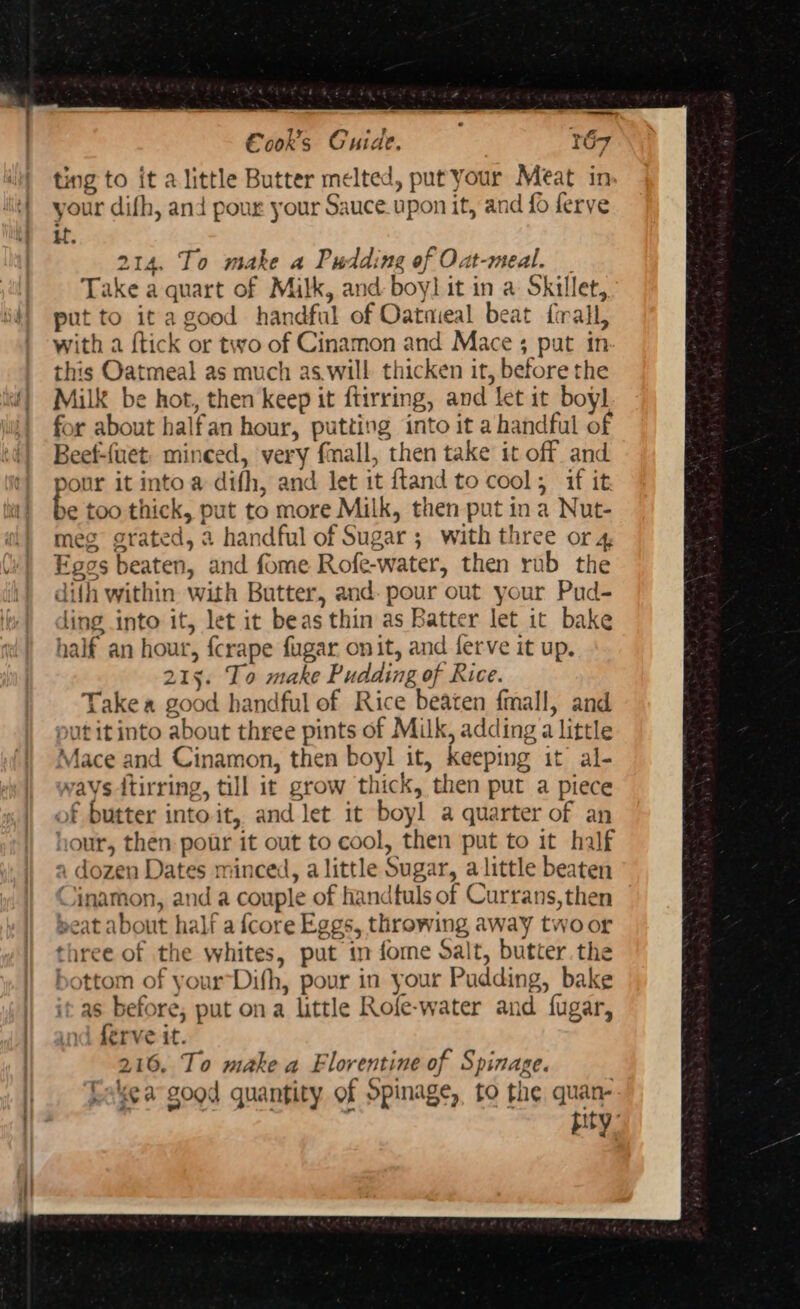 Cook's Guide. 167
ting to it a little Butter melted, put your Meat in
your diſh, and pour your Sauce upon it, and ſo ſerve
it.
214. To make a Pudding of Oat-meal.
Take a quart of Milk, and boyl it in a Skillet,
put to it a good handful of Oatmeal beat ſmall,
with a ſtick or two of Cinamon and Mace ; put in
this Oatmeal as much as will thicken it, before the
Milk be hot, then keep it ſtirring, and let it boyl
for about half an hour, putting into it a handful of
Beef-ſuet minced, very ſmall, then take it off and
pour it into a diſh, and let it ſtand to cool ; if it
be too thick, put to more Milk, then put in a Nut-
meg grated, a handful of Sugar ; with three or 4
Eggs beaten, and ſome Roſe-water, then rub the
diſh within with Butter, and pour out your Pud-
ding into it, let it be as thin as Batter let it bake
half an hour, ſcrape ſugar on it, and ſerve it up.
215. To make Pudding of Rice.
Take a good handful of Rice beaten ſmall, and
put it into about three pints of Milk, adding a little
Mace and Cinamon, then boyl it, keeping it al-
ways ſtirring, till it grow thick, then put a piece
of butter into it, and let it boyl a quarter of an
hour, then pour it out to cool, then put to it half
a dozen Dates minced, a little Sugar, a little beaten
Cinamon, and a couple of handfuls of Currans, then
beat about half a ſcore Eggs, throwing away two or
three of the whites, put in ſome Salt, butter the
bottom of your Diſh, pour in your Pudding, bake
it as before, put on a little Roſe-water and ſugar,
and ſerve it.
216. To make a Florentine of Spinage.
Take a good quantity of Spinage, to the quan-
tity